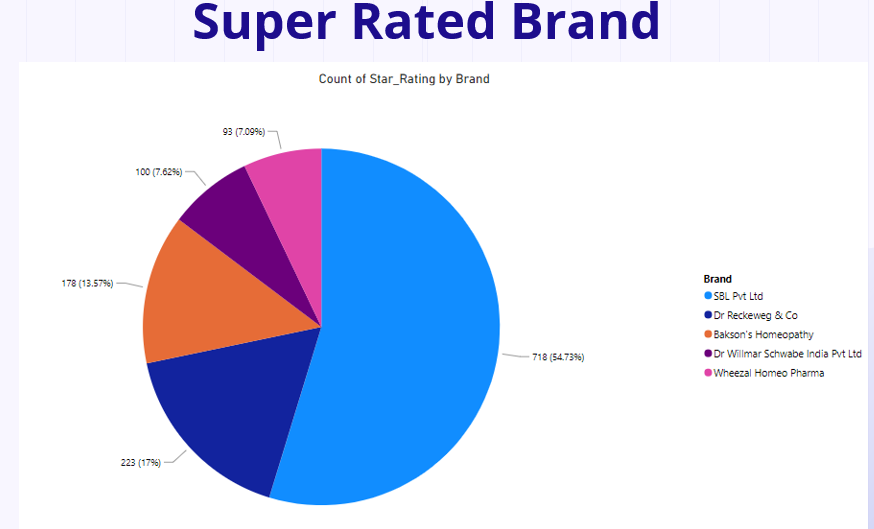 Super Rated Brand
Count of Star_Rating by Brand
93 (7.09%)
100 (7.62%)
178 (13.57%)
223 (17%)
718 (54.73%)
Brand
SBL Pvt Ltd
Dr Reckeweg & Co
Bakson's Homeopathy
Dr Willmar Schwabe India Pvt Ltd
Wheezal Homeo Pharma